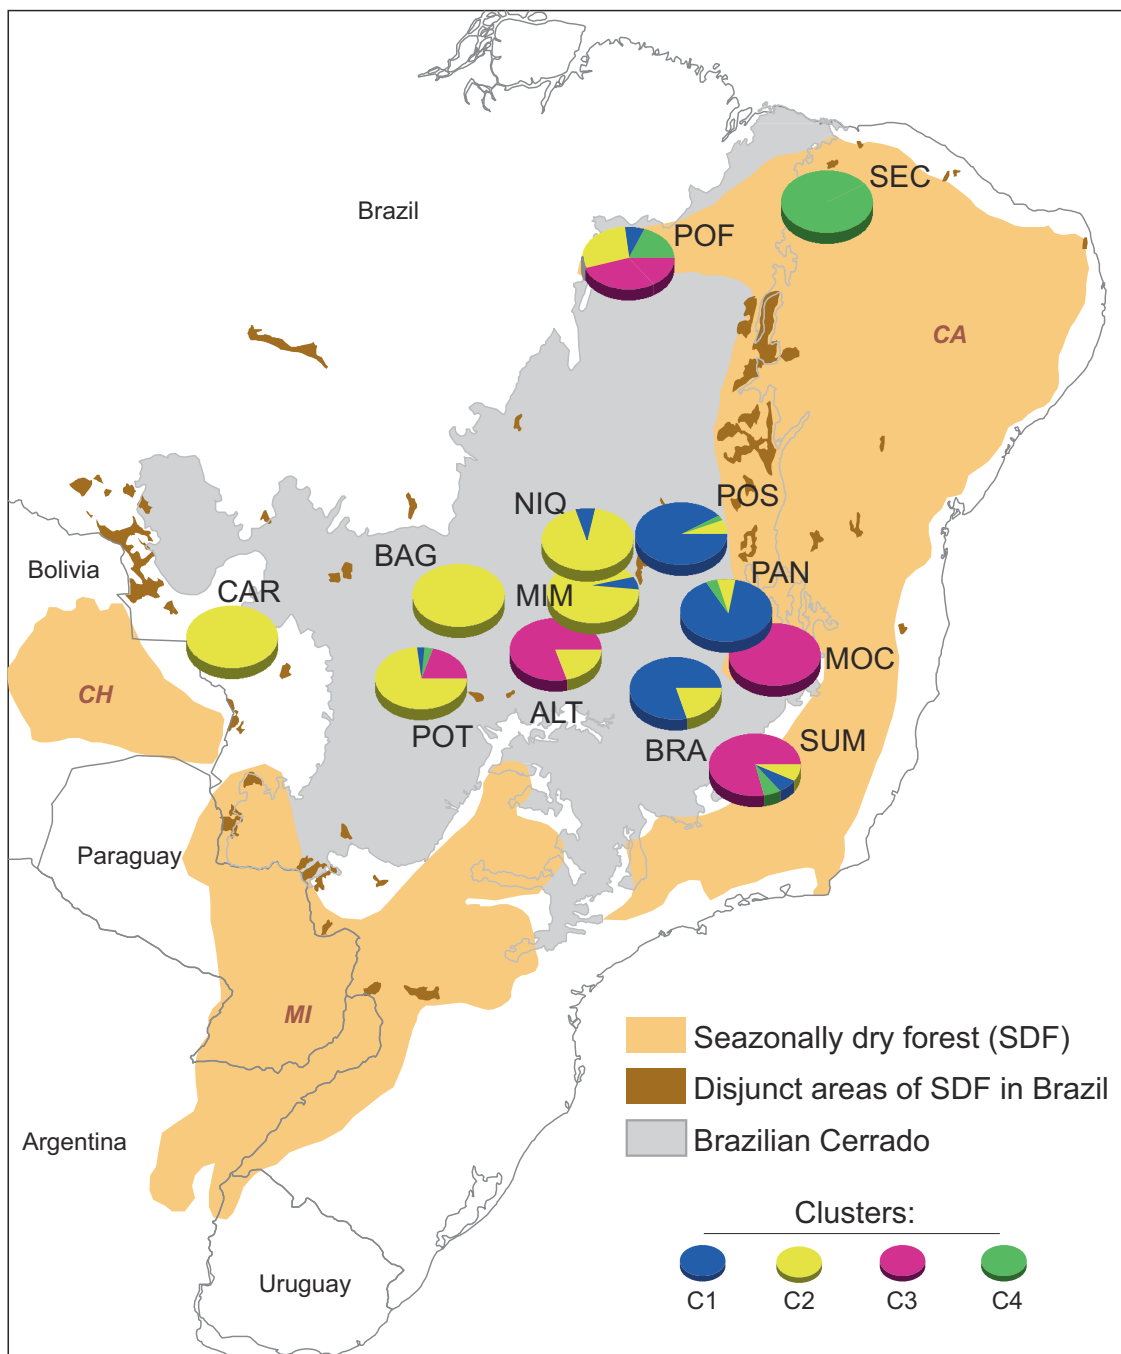 SEC
Brazil
POF
CA
NIQ
POS
BAG
Bolivia
PAN
CAR
MIM
MOC
CH
ALT
POT
BRA
SUM
Paraguay
MI
Seazonally dry forest (SDF)
Disjunct areas of SDF in Brazil
Argentina
Brazilian Cerrado
Clusters:
Uruguay
C1
C2
C3
C4